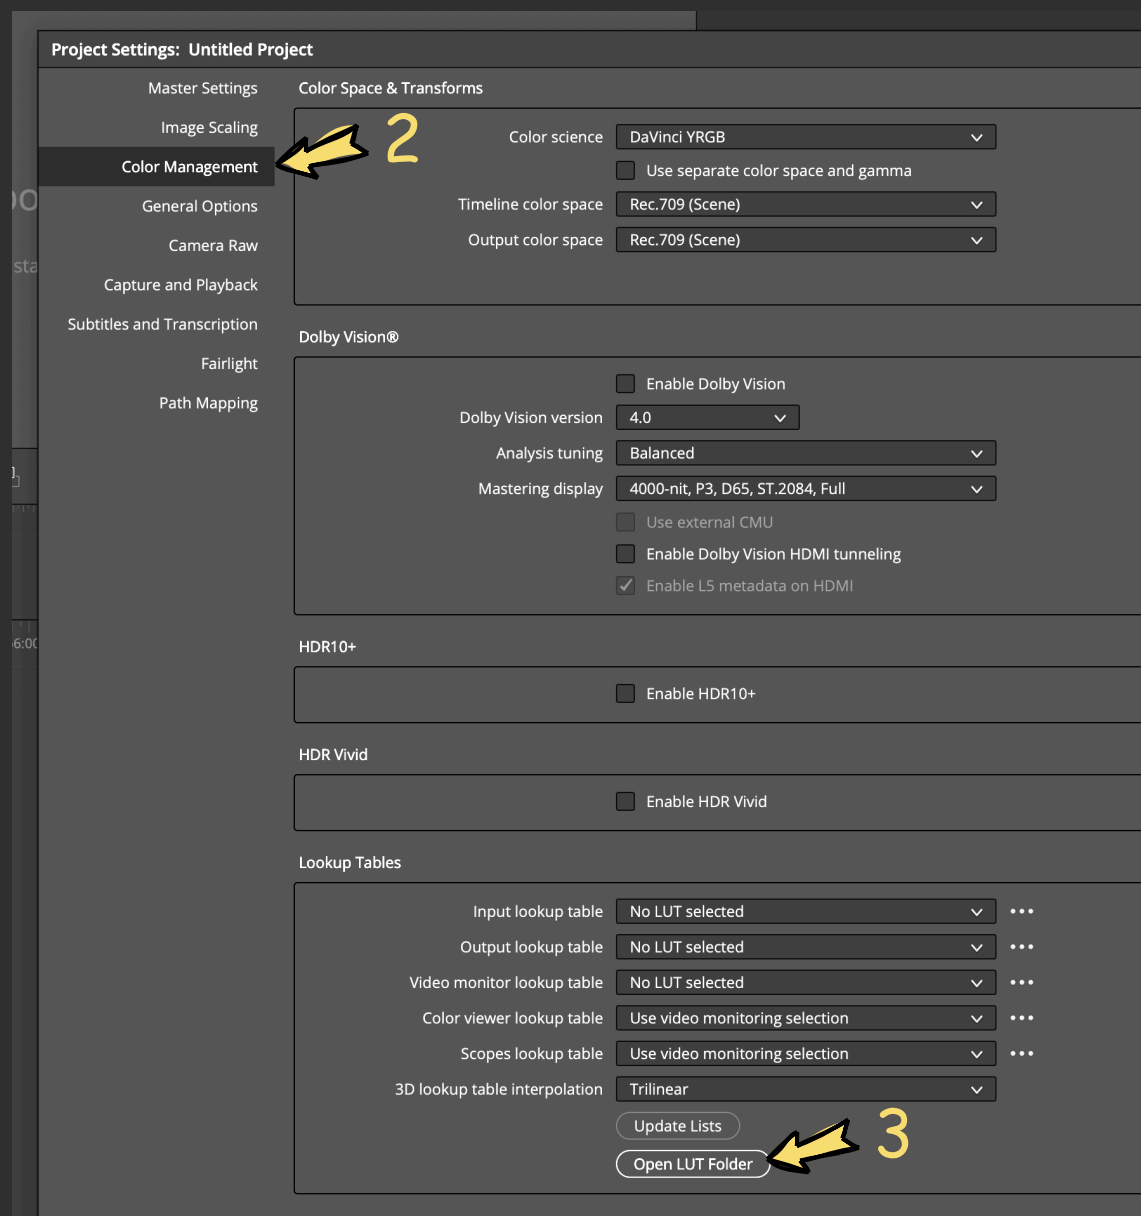 Project Settings: Untitled Project
Master Settings
Image Scaling
Color Management
General Options
Camera Raw
Capture and Playback
Subtitles and Transcription
Fairlight
Path Mapping
2
Color Space & Transforms
Color science DaVinci YRGB
Use separate color space and gamma
Timeline color space Rec.709 (Scene)
Output color space Rec.709 (Scene)
Dolby Vision®
Enable Dolby Vision
Dolby Vision version 4.0
Analysis tuning Balanced
Mastering display 4000-nit, P3, D65, ST.2084, Full
Use external CMU
Enable Dolby Vision HDMI tunneling
Enable L5 metadata on HDMI
HDR10+
Enable HDR10+
HDR Vivid
Enable HDR Vivid
Lookup Tables
Input lookup table No LUT selected •••
Output lookup table No LUT selected •••
Video monitor lookup table No LUT selected •••
Color viewer lookup table Use video monitoring selection •••
Scopes lookup table Use video monitoring selection •••
3D lookup table interpolation Trilinear
Update Lists
Open LUT Folder
3